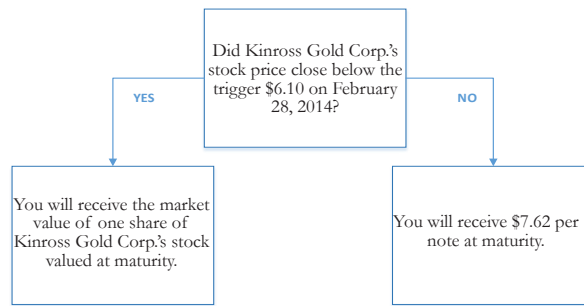 Did Kinross Gold Corp.'s
stock price close below the
trigger $6.10 on February
28, 2014?
YES
NO
You will receive the market
value of one share of
Kinross Gold Corp.'s stock
valued at maturity.
You will receive $7.62 per
note at maturity.